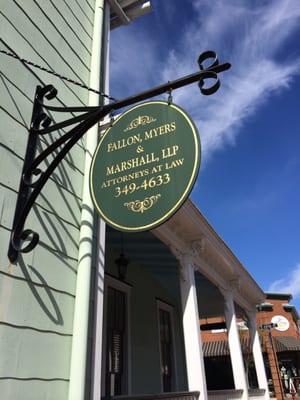 FALLON, MYERS
&
MARSHALL, LLP
ATTORNEYS AT LAW
349-4633